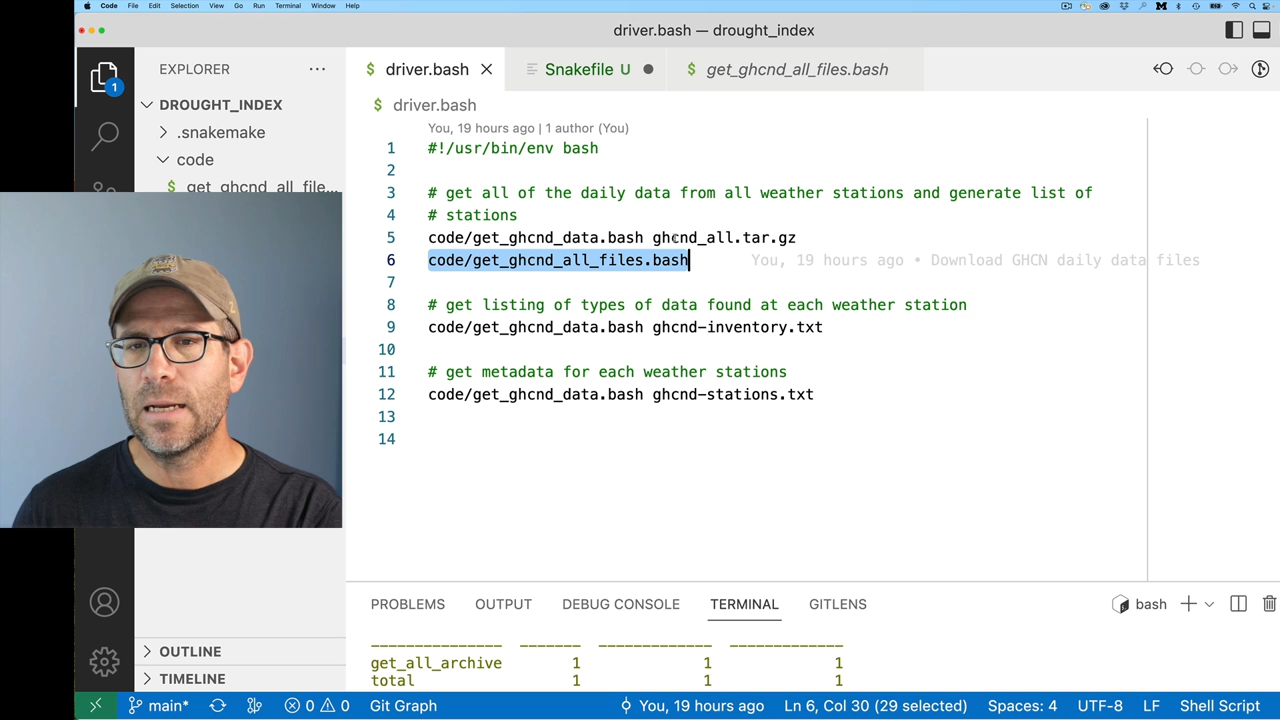 Code File Edit Selection View Go Run Terminal Window Help
driver.bash — drought_index
EXPLORER
driver.bash
Snakefile U
get_ghcnd_all_files.bash
1
DROUGHT_INDEX
.snakemake
code
get_ghcnd_all_file...
driver.bash
You, 19 hours ago | 1 author (You)
1 #!/usr/bin/env bash
2
3 # get all of the daily data from all weather stations and generate list of
4 # stations
5 code/get_ghcnd_data.bash ghcnd_all.tar.gz
6 code/get_ghcnd_all_files.bash You, 19 hours ago • Download GHCN daily data files
7
8 # get listing of types of data found at each weather station
9 code/get_ghcnd_data.bash ghcnd-inventory.txt
10
11 # get metadata for each weather stations
12 code/get_ghcnd_data.bash ghcnd-stations.txt
13
14
OUTLINE
TIMELINE
PROBLEMS OUTPUT DEBUG CONSOLE TERMINAL GITLENS
bash
--------------- ------- ------------- -------------
get_all_archive 1 1 1
total 1 1 1
main* 0 0 Git Graph You, 19 hours ago Ln 6, Col 30 (29 selected) Spaces: 4 UTF-8 LF Shell Script